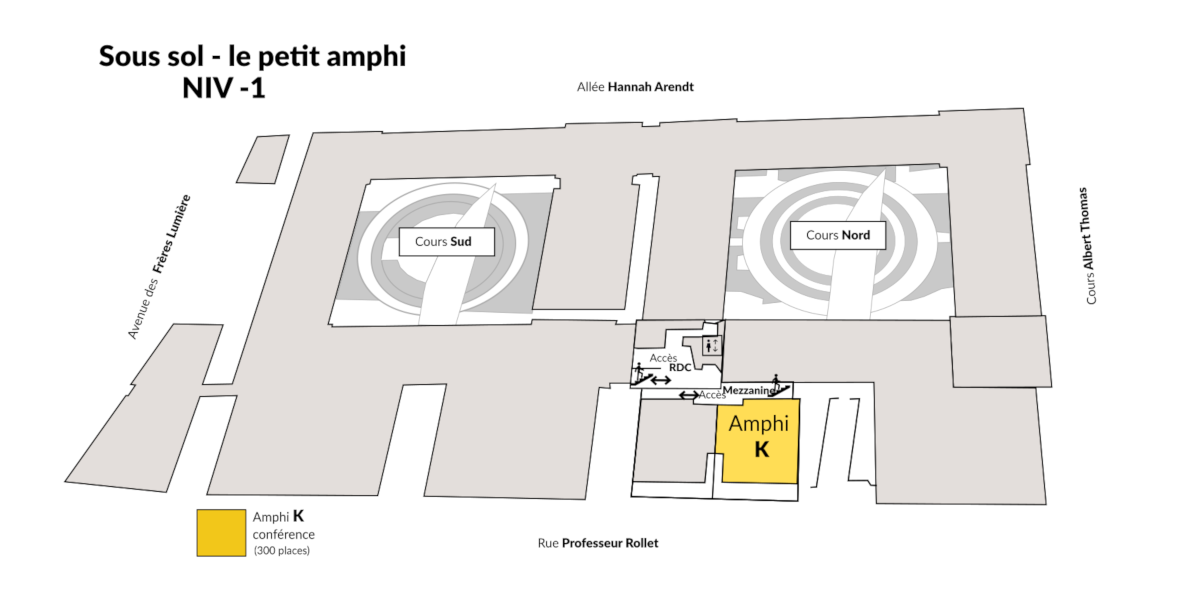 Sous sol - le petit amphi
NIV -1
Allée Hannah Arendt
Avenue des Frères Lumière
Cours Albert Thomas
Cours Sud
Cours Nord
Accès
RDC
Accès Mezzanine
Amphi
K
Amphi K
conférence
(300 places)
Rue Professeur Rollet